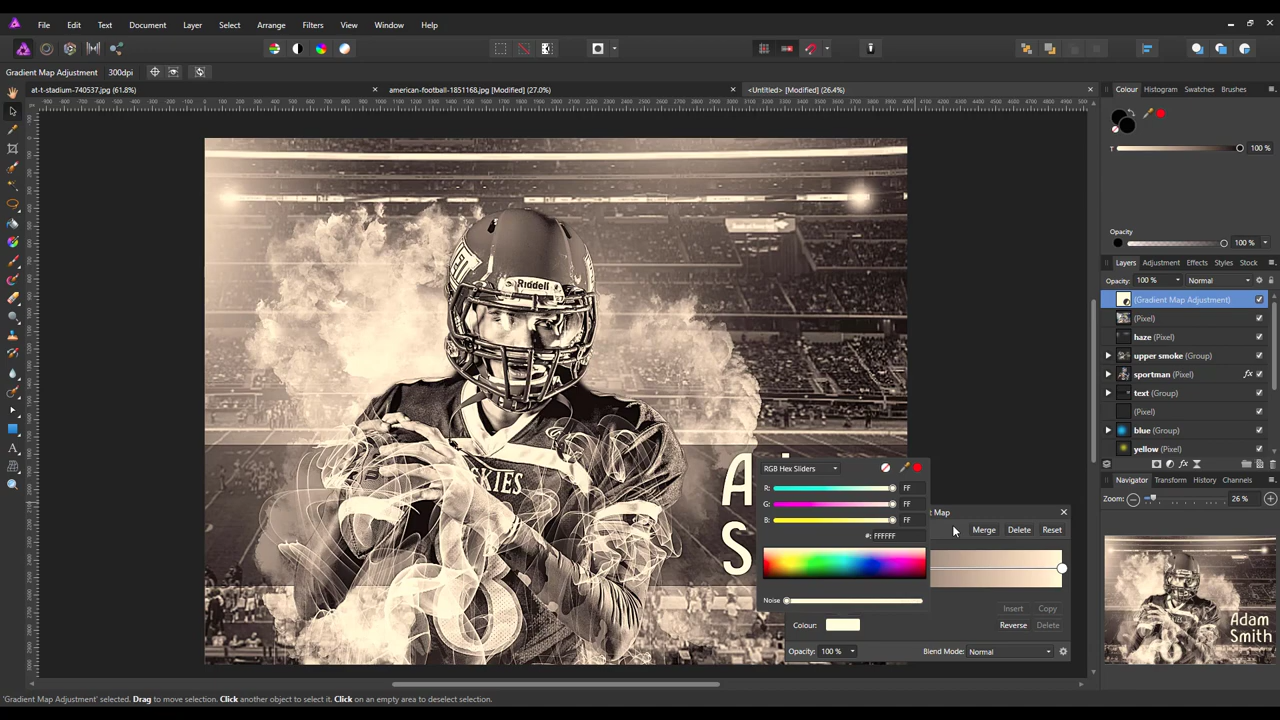 File Edit Text Document Layer Select Arrange Filters View Window Help
Gradient Map Adjustment 300dpi
at-t-stadium-740537.jpg (61.8%) american-football-1851168.jpg [Modified] (27.0%) <Untitled> [Modified] (26.4%)
Colour Histogram Swatches Brushes
T 100 %
Opacity
100 %
Layers Adjustment Effects Styles Stock
Opacity: 100 % Normal
(Gradient Map Adjustment)
(Pixel)
haze (Pixel)
upper smoke (Group)
sportman (Pixel) fx
text (Group)
(Pixel)
blue (Group)
yellow (Pixel)
Navigator Transform History Channels
Zoom: 26 %
Riddell
KIES
A
S
RGB Hex Sliders
R: FF
G: FF
B: FF
#: FFFFFF
Noise
t Map
Merge Delete Reset
Insert Copy
Colour: Reverse Delete
Opacity: 100 % Blend Mode: Normal
Adam
Smith
'Gradient Map Adjustment' selected. Drag to move selection. Click another object to select it. Click on an empty area to deselect selection.